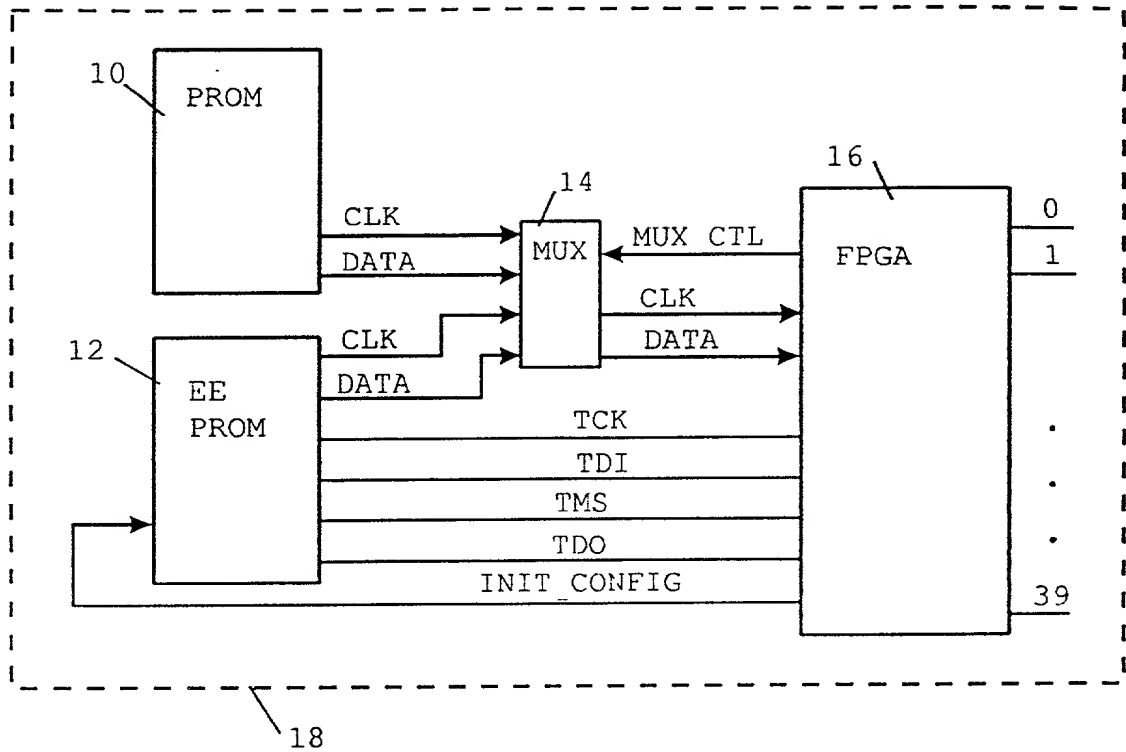 10
PROM
16
14
CLK
MUX
MUX CTL
0
DATA
FPGA
1
CLK
12
CLK
DATA
EE
PROM
DATA
TCK
TDI
TMS
TDO
INIT_CONFIG
39
18